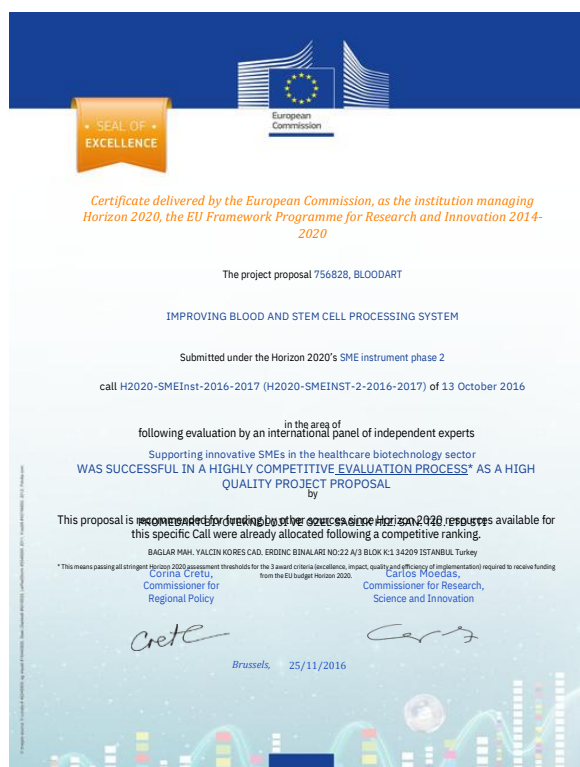 European
Commission
• SEAL OF •
EXCELLENCE
Certificate delivered by the European Commission, as the institution managing
Horizon 2020, the EU Framework Programme for Research and Innovation 2014-
2020
The project proposal 756828, BLOODART
IMPROVING BLOOD AND STEM CELL PROCESSING SYSTEM
Submitted under the Horizon 2020's SME instrument phase 2
call H2020-SMEInst-2016-2017 (H2020-SMEINST-2-2016-2017) of 13 October 2016
in the area of
following evaluation by an international panel of independent experts
Supporting innovative SMEs in the healthcare biotechnology sector
WAS SUCCESSFUL IN A HIGHLY COMPETITIVE EVALUATION PROCESS* AS A HIGH
QUALITY PROJECT PROPOSAL
by
This proposal is recommended for funding by other sources since Horizon 2020 resources available for
this specific Call were already allocated following a competitive ranking.
BAGLAR MAH. YALCIN KORES CAD. ERDINC BINALARI NO:22 A/3 BLOK K:1 34209 ISTANBUL Turkey
* This means passing all stringent Horizon 2020 assessment thresholds for the 3 award criteria (excellence, impact, quality and efficiency of implementation) required to receive funding
from the EU budget Horizon 2020.
Corina Cretu,
Commissioner for
Regional Policy
Carlos Moedas,
Commissioner for Research,
Science and Innovation
Brussels, 25/11/2016